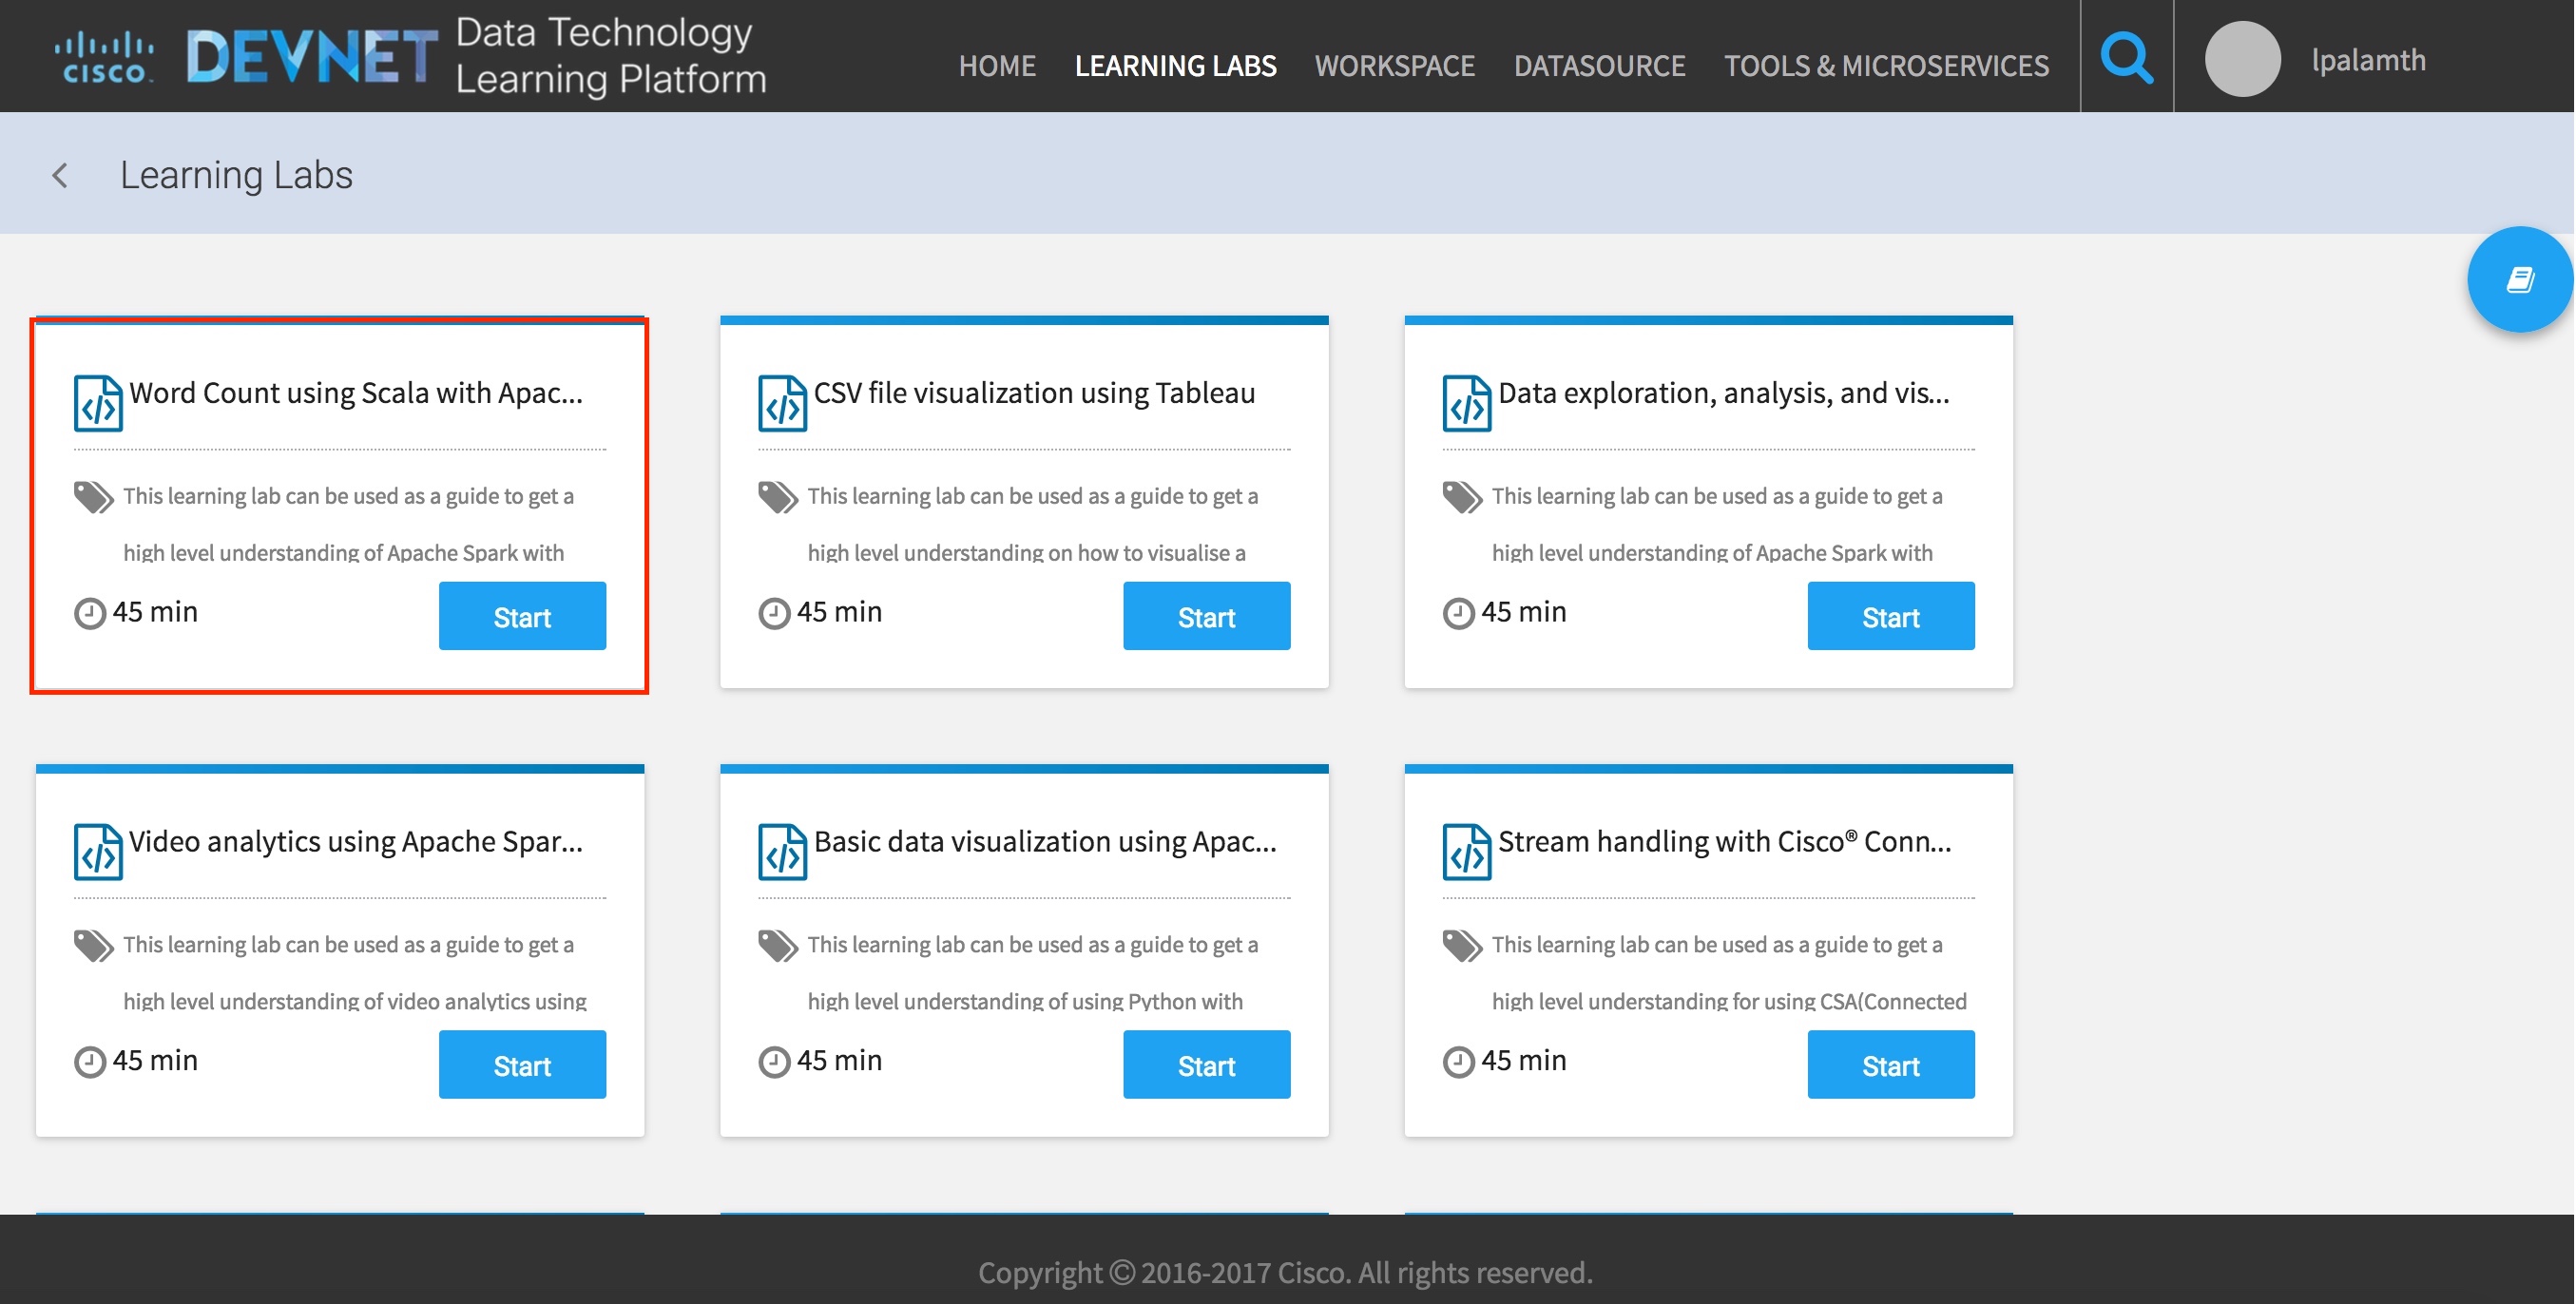 CISCO DEVNET Data Technology
Learning Platform
HOME LEARNING LABS WORKSPACE DATASOURCE TOOLS & MICROSERVICES lpalamth
Learning Labs
Word Count using Scala with Apac...
This learning lab can be used as a guide to get a
high level understanding of Apache Spark with
45 min Start
CSV file visualization using Tableau
This learning lab can be used as a guide to get a
high level understanding on how to visualise a
45 min Start
Data exploration, analysis, and vis...
This learning lab can be used as a guide to get a
high level understanding of Apache Spark with
45 min Start
Video analytics using Apache Spar...
This learning lab can be used as a guide to get a
high level understanding of video analytics using
45 min Start
Basic data visualization using Apac...
This learning lab can be used as a guide to get a
high level understanding of using Python with
45 min Start
Stream handling with Cisco® Conn...
This learning lab can be used as a guide to get a
high level understanding for using CSA(Connected
45 min Start
Copyright © 2016-2017 Cisco. All rights reserved.